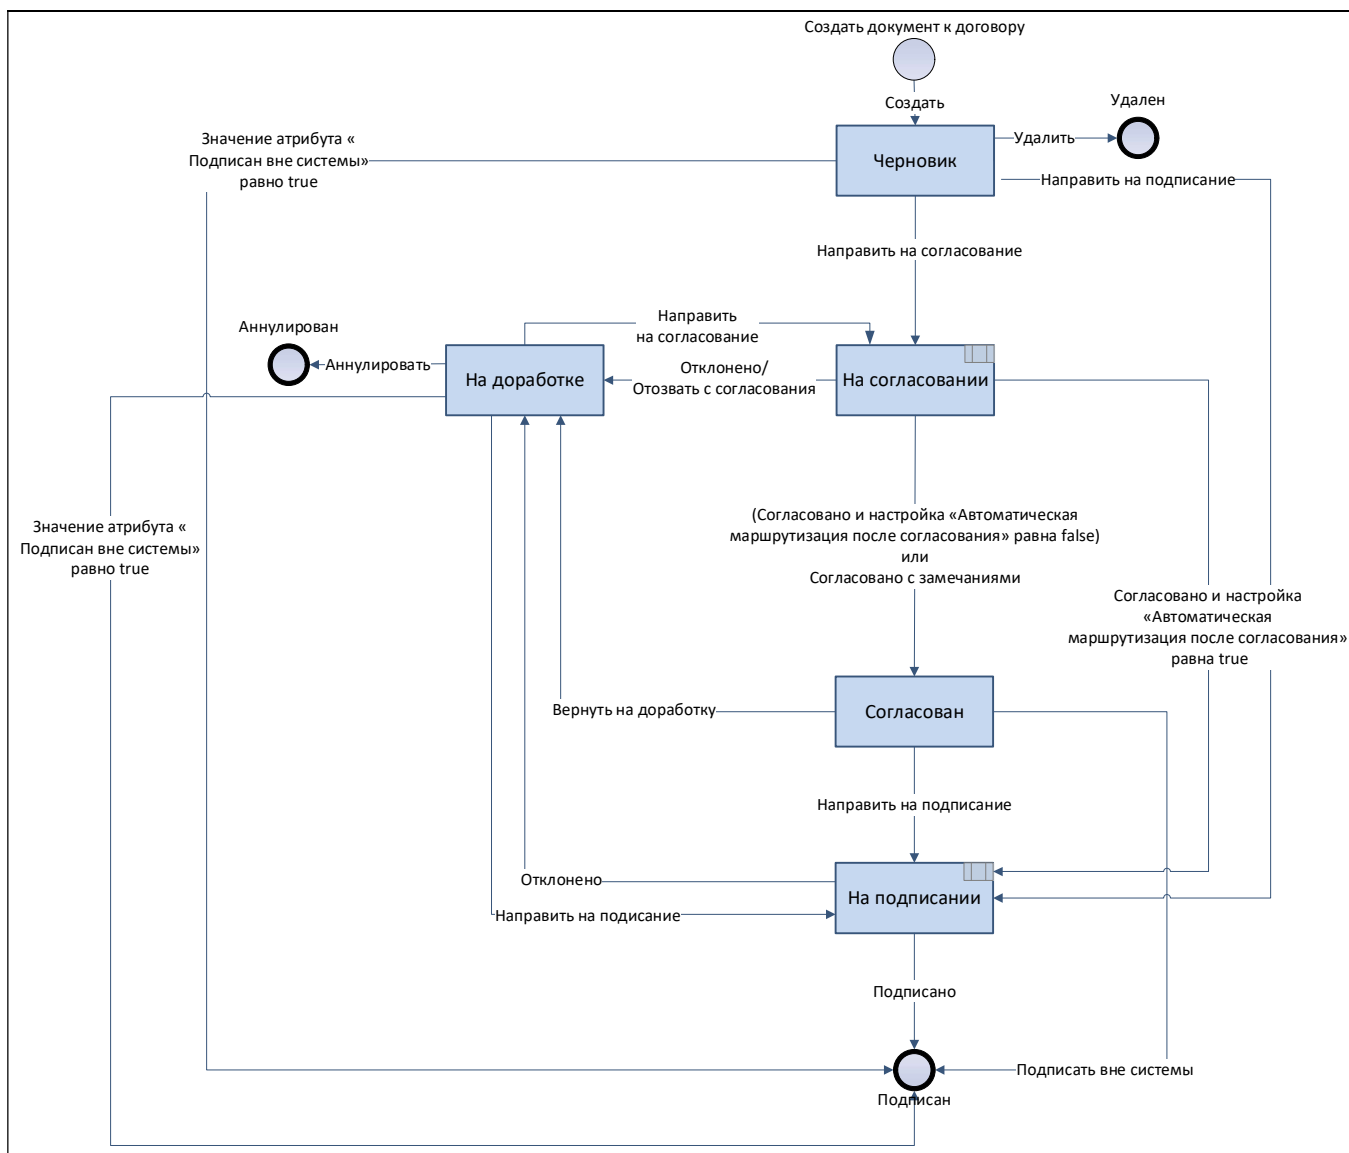 Создать документ к договору
Создать
Удален
Значение атрибута «
Подписан вне системы»
равно true
Удалить
Черновик
Направить на подписание
Направить на согласование
Аннулирован
Направить
на согласование
Аннулировать
На доработке
Отклонено/
Отозвать с согласования
На согласовании
Значение атрибута «
Подписан вне системы»
равно true
(Согласовано и настройка «Автоматическая
маршрутизация после согласования» равна false)
или
Согласовано с замечаниями
Согласовано и настройка
«Автоматическая
маршрутизация после согласования»
равна true
Вернуть на доработку
Согласован
Направить на подписание
Отклонено
На подписании
Направить на подисание
Подписано
Подписать вне системы
Подписан